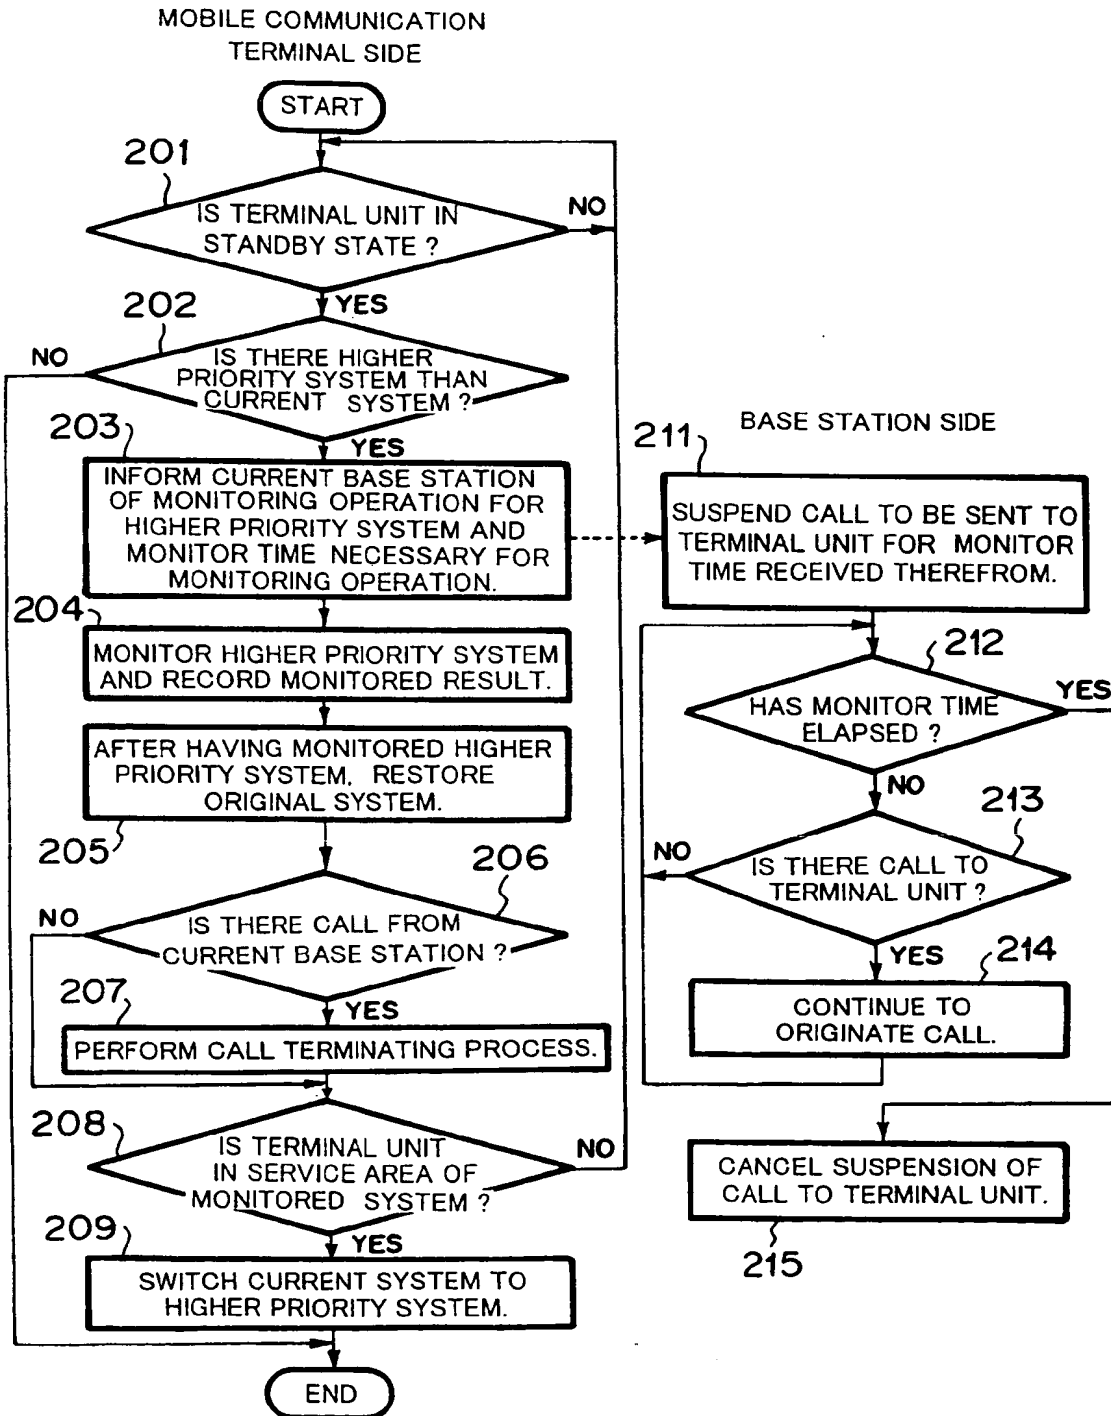 MOBILE COMMUNICATION
TERMINAL SIDE
START
201
IS TERMINAL UNIT IN
STANDBY STATE ?
NO
YES
202
IS THERE HIGHER
PRIORITY SYSTEM THAN
CURRENT SYSTEM ?
NO
YES
203
INFORM CURRENT BASE STATION
OF MONITORING OPERATION FOR
HIGHER PRIORITY SYSTEM AND
MONITOR TIME NECESSARY FOR
MONITORING OPERATION.
204
MONITOR HIGHER PRIORITY SYSTEM
AND RECORD MONITORED RESULT.
AFTER HAVING MONITORED HIGHER
PRIORITY SYSTEM, RESTORE
ORIGINAL SYSTEM.
205
206
IS THERE CALL FROM
CURRENT BASE STATION ?
NO
YES
207
PERFORM CALL TERMINATING PROCESS.
208
IS TERMINAL UNIT
IN SERVICE AREA OF
MONITORED SYSTEM ?
NO
YES
209
SWITCH CURRENT SYSTEM TO
HIGHER PRIORITY SYSTEM.
END
BASE STATION SIDE
211
SUSPEND CALL TO BE SENT TO
TERMINAL UNIT FOR MONITOR
TIME RECEIVED THEREFROM.
212
HAS MONITOR TIME
ELAPSED ?
YES
NO
213
IS THERE CALL TO
TERMINAL UNIT ?
NO
YES
214
CONTINUE TO
ORIGINATE CALL.
CANCEL SUSPENSION OF
CALL TO TERMINAL UNIT.
215